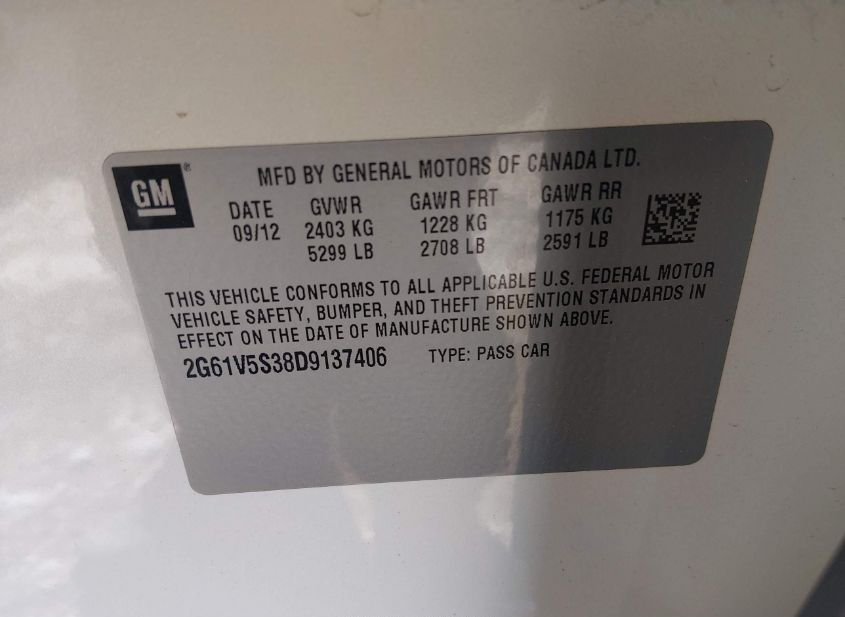 GM ®
MFD BY GENERAL MOTORS OF CANADA LTD.
DATE GVWR GAWR FRT GAWR RR
09/12 2403 KG 1228 KG 1175 KG
5299 LB 2708 LB 2591 LB
THIS VEHICLE CONFORMS TO ALL APPLICABLE U.S. FEDERAL MOTOR
VEHICLE SAFETY, BUMPER, AND THEFT PREVENTION STANDARDS IN
EFFECT ON THE DATE OF MANUFACTURE SHOWN ABOVE.
2G61V5S38D9137406 TYPE: PASS CAR